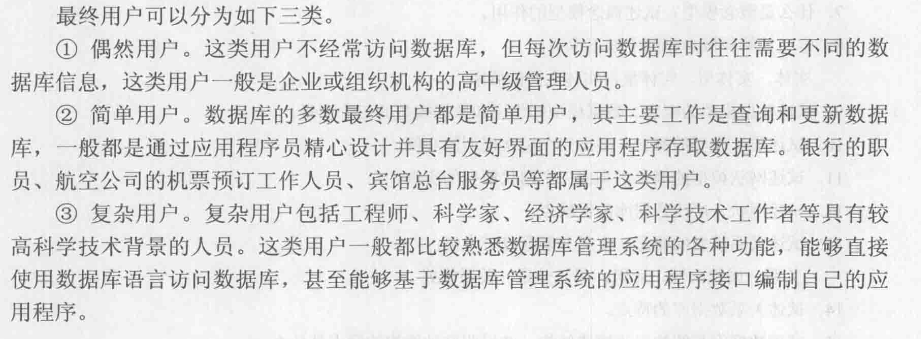 最终用户可以分为如下三类。
① 偶然用户。这类用户不经常访问数据库，但每次访问数据库时往往需要不同的数
据库信息，这类用户一般是企业或组织机构的高中级管理人员。
② 简单用户。数据库的多数最终用户都是简单用户，其主要工作是查询和更新数据
库，一般都是通过应用程序员精心设计并具有友好界面的应用程序存取数据库。银行的职
员、航空公司的机票预订工作人员、宾馆总台服务员等都属于这类用户。
③ 复杂用户。复杂用户包括工程师、科学家、经济学家、科学技术工作者等具有较
高科学技术背景的人员。这类用户一般都比较熟悉数据库管理系统的各种功能，能够直接
使用数据库语言访问数据库，甚至能够基于数据库管理系统的应用程序接口编制自己的应
用程序。